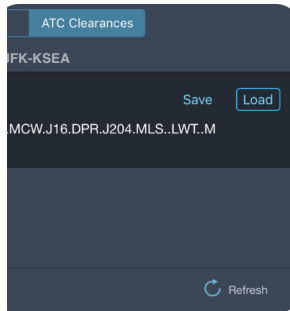 ATC Clearances
JFK-KSEA
Save Load
.MCW.J16.DPR.J204.MLS..LWT..M
Refresh